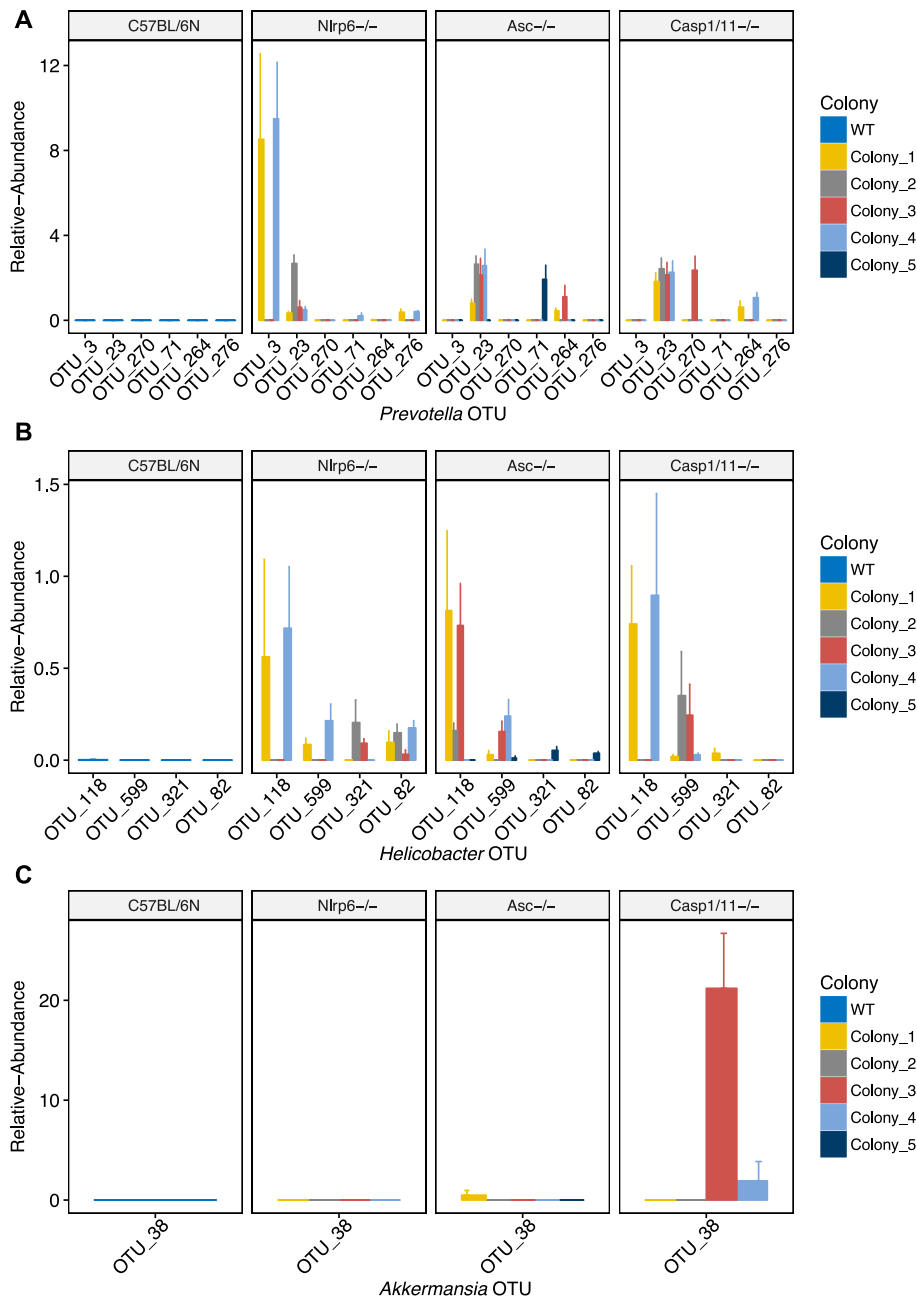 A
C57BL/6N Nlrp6−/− Asc−/− Casp1/11−/−
Relative−Abundance
12
8
4
0
OTU_3 OTU_23 OTU_270 OTU_71 OTU_264 OTU_276 OTU_3 OTU_23 OTU_270 OTU_71 OTU_264 OTU_276 OTU_3 OTU_23 OTU_270 OTU_71 OTU_264 OTU_276 OTU_3 OTU_23 OTU_270 OTU_71 OTU_264 OTU_276
Prevotella OTU
Colony
WT
Colony_1
Colony_2
Colony_3
Colony_4
Colony_5
B
C57BL/6N Nlrp6−/− Asc−/− Casp1/11−/−
Relative−Abundance
1.5
1.0
0.5
0.0
OTU_118 OTU_599 OTU_321 OTU_82 OTU_118 OTU_599 OTU_321 OTU_82 OTU_118 OTU_599 OTU_321 OTU_82 OTU_118 OTU_599 OTU_321 OTU_82
Helicobacter OTU
Colony
WT
Colony_1
Colony_2
Colony_3
Colony_4
Colony_5
C
C57BL/6N Nlrp6−/− Asc−/− Casp1/11−/−
Relative−Abundance
20
10
0
OTU_38 OTU_38 OTU_38 OTU_38
Akkermansia OTU
Colony
WT
Colony_1
Colony_2
Colony_3
Colony_4
Colony_5